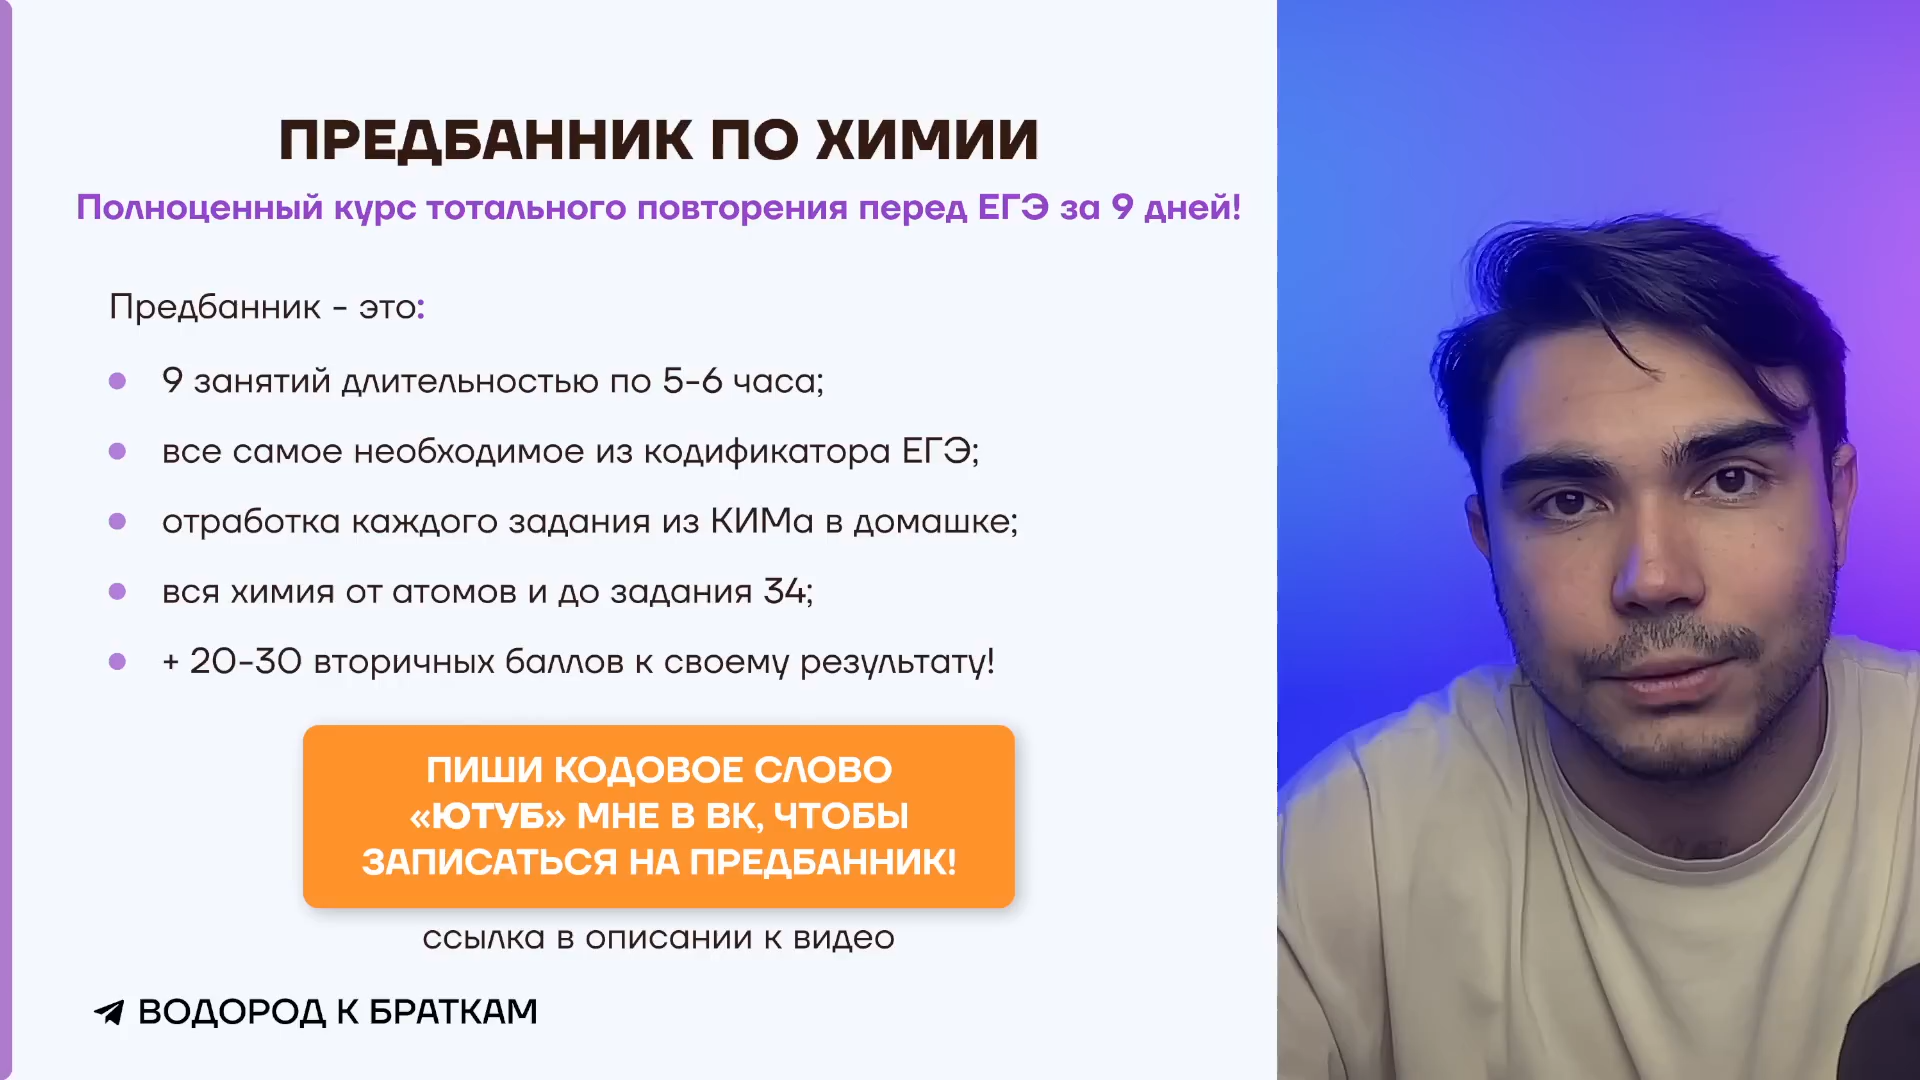 ПРЕДБАННИК ПО ХИМИИ
Полноценный курс тотального повторения перед ЕГЭ за 9 дней!
Предбанник - это:
9 занятий длительностью по 5-6 часа;
все самое необходимое из кодификатора ЕГЭ;
отработка каждого задания из КИМа в домашке;
вся химия от атомов и до задания 34;
+ 20-30 вторичных баллов к своему результату!
ПИШИ КОДОВОЕ СЛОВО
«ЮТУБ» МНЕ В ВК, ЧТОБЫ
ЗАПИСАТЬСЯ НА ПРЕДБАННИК!
ссылка в описании к видео
ВОДОРОД К БРАТКАМ